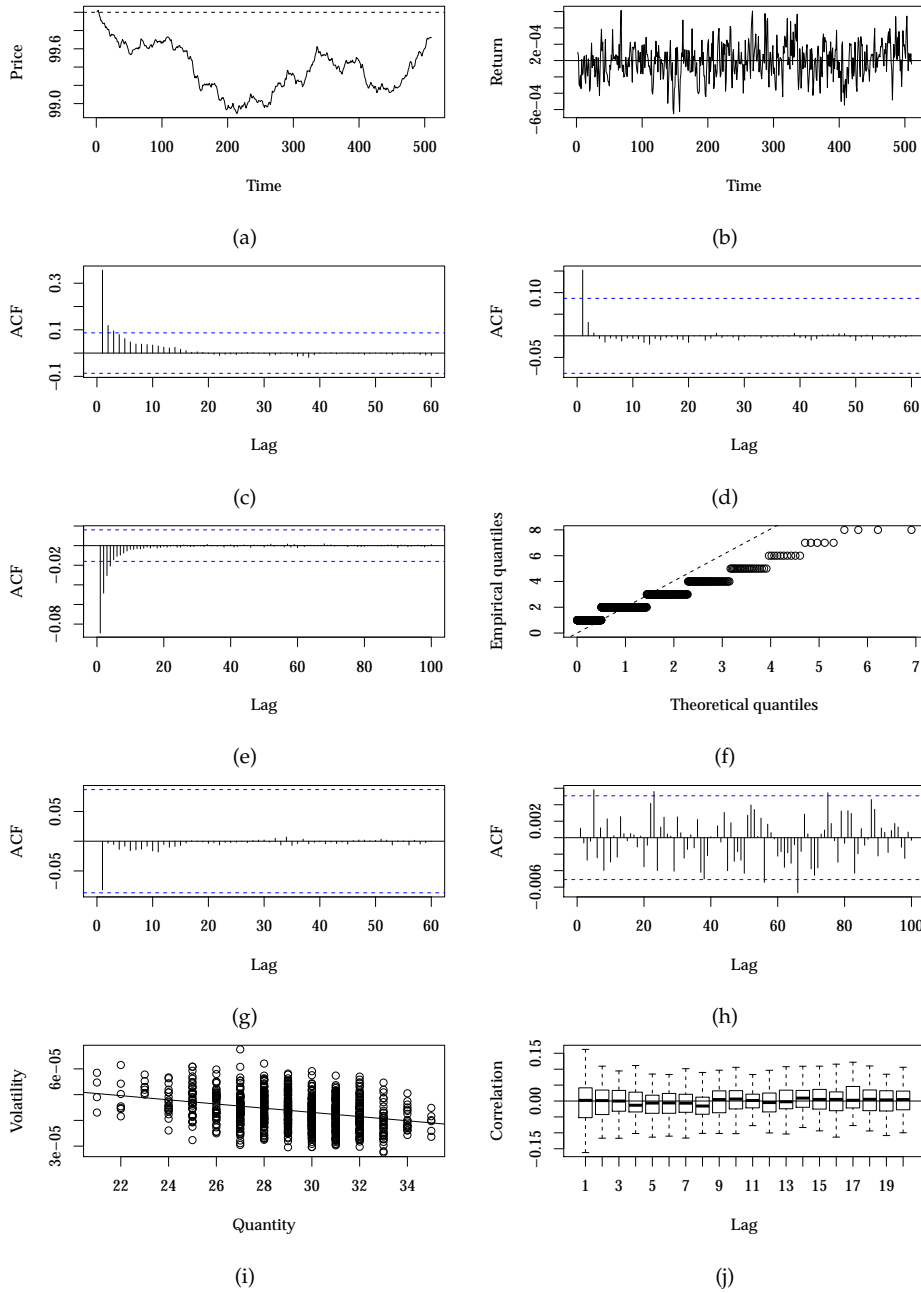 Price
99.0 99.6
0 100 200 300 400 500
Time
(a)
Return
−6e−04 2e−04
0 100 200 300 400 500
Time
(b)
ACF
−0.1 0.1 0.3
0 10 20 30 40 50 60
Lag
(c)
ACF
−0.05 0.10
0 10 20 30 40 50 60
Lag
(d)
ACF
−0.08 −0.02
0 20 40 60 80 100
Lag
(e)
Empirical quantiles
0 2 4 6 8
0 1 2 3 4 5 6 7
Theoretical quantiles
(f)
ACF
−0.05 0.05
0 10 20 30 40 50 60
Lag
(g)
ACF
−0.006 0.002
0 20 40 60 80 100
Lag
(h)
Volatility
3e−05 6e−05
22 24 26 28 30 32 34
Quantity
(i)
Correlation
−0.15 0.00 0.15
1 3 5 7 9 11 13 15 17 19
Lag
(j)